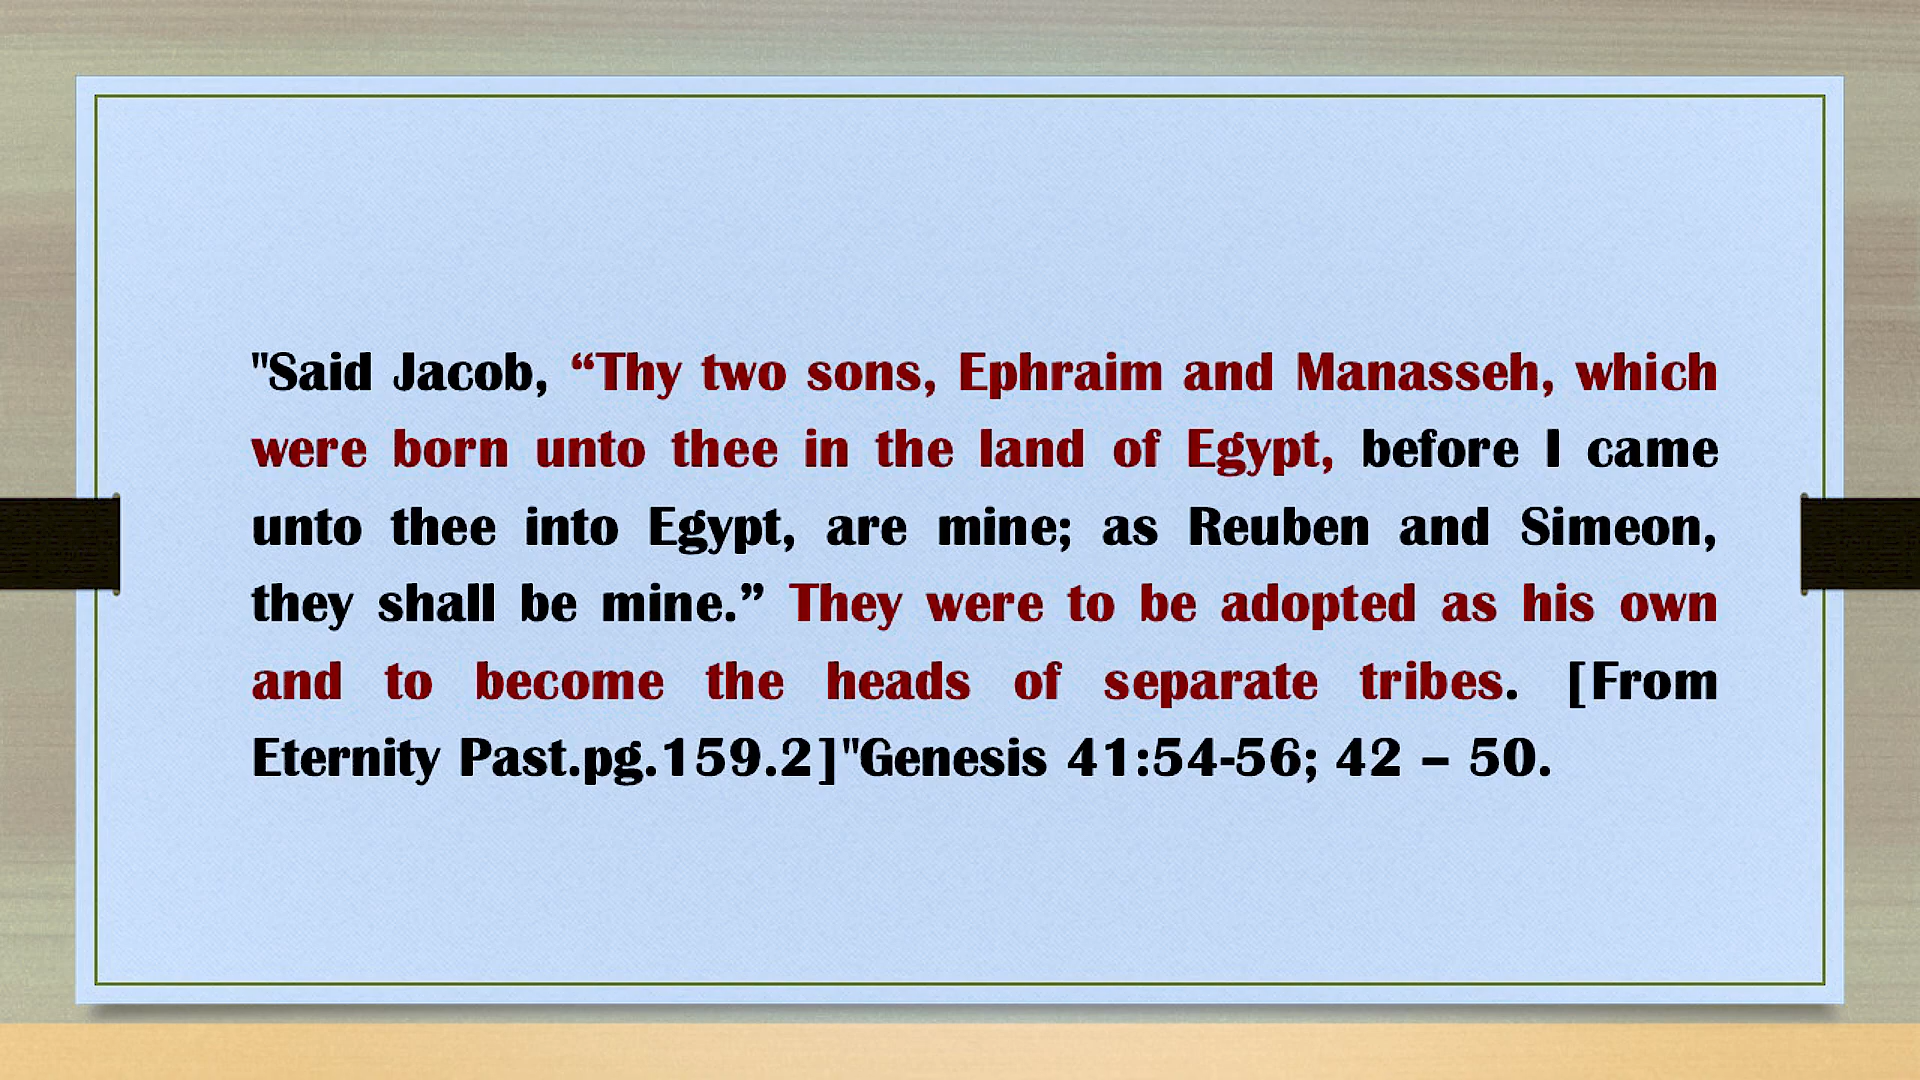 "Said Jacob, “Thy two sons, Ephraim and Manasseh, which
were born unto thee in the land of Egypt, before I came
unto thee into Egypt, are mine; as Reuben and Simeon,
they shall be mine.” They were to be adopted as his own
and to become the heads of separate tribes. [From
Eternity Past.pg.159.2]"Genesis 41:54-56; 42 – 50.